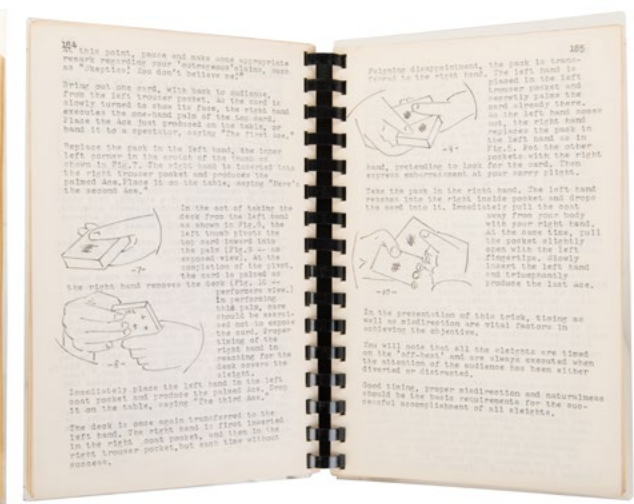 184
At this point, pause and make some appropriate
remark regarding your 'outrageous' claims, such
as "Skeptics! You don't believe me!"
Bring out one card, with back to audience,
from the left trouser pocket. As the card is
slowly turned to show its face, the right hand
executes the one-hand palm of the top card.
Place the Ace just produced on the table, or
hand it to a spectator, saying "The first Ace."
Replace the pack in the left hand, the inner
left corner in the crotch of the thumb as
shown in Fig.7. The right hand is inserted into
the right trouser pocket and produces the
palmed Ace. Place it on the table, saying "Here's
the second Ace."
In the act of taking the
deck from the left hand
as shown in Fig.8, the
left thumb pivots the
top card inward into
the palm (Fig.9 -- an
exposed view). At the
completion of the pivot,
the card is palmed as
the right hand removes the deck (Fig. 10 --
performers view.)
In performing
this palm, care
should be exerci-
sed not to expose
the card. Proper
timing of the
right hand in
reaching for the
deck covers the
sleight.
-7-
-8-
Immediately place the left hand in the left
coat pocket and produce the palmed Ace. Drop
it on the table, saying "The third Ace."
The deck is once again transferred to the
left hand. The right hand is first inserted
in the right coat pocket, and then in the
right trouser pocket, but each time without
success.
185
Feigning disappointment, the pack is trans-
ferred to the right hand. The left hand is
placed in the left
trouser pocket and
secretly palms the
card already there.
As the left hand comes
out, the right hand
replaces the pack in
the left hand as in
Fig.8. Pat the other
pockets with the right
hand, pretending to look for the card. Then
express embarrassment at your sorry plight.
-9-
Take the pack in the right hand. The left hand
reaches into the right inside pocket and drops
the card into it. Immediately pull the coat
away from your body
with your right hand.
At the same time, pull
the pocket slightly
open with the left
fingertips. Slowly
insert the left hand
and triumphantly
produce the last Ace.
-10-
In the presentation of this trick, timing as
well as misdirection are vital factors in
achieving the objective.
You will note that all the sleights are timed
on the 'off-beat' and are always executed when
the attention of the audience has been either
diverted or distracted.
Good timing, proper misdirection and naturalness
should be the basis requirements for the suc-
cessful accomplishment of all sleights.